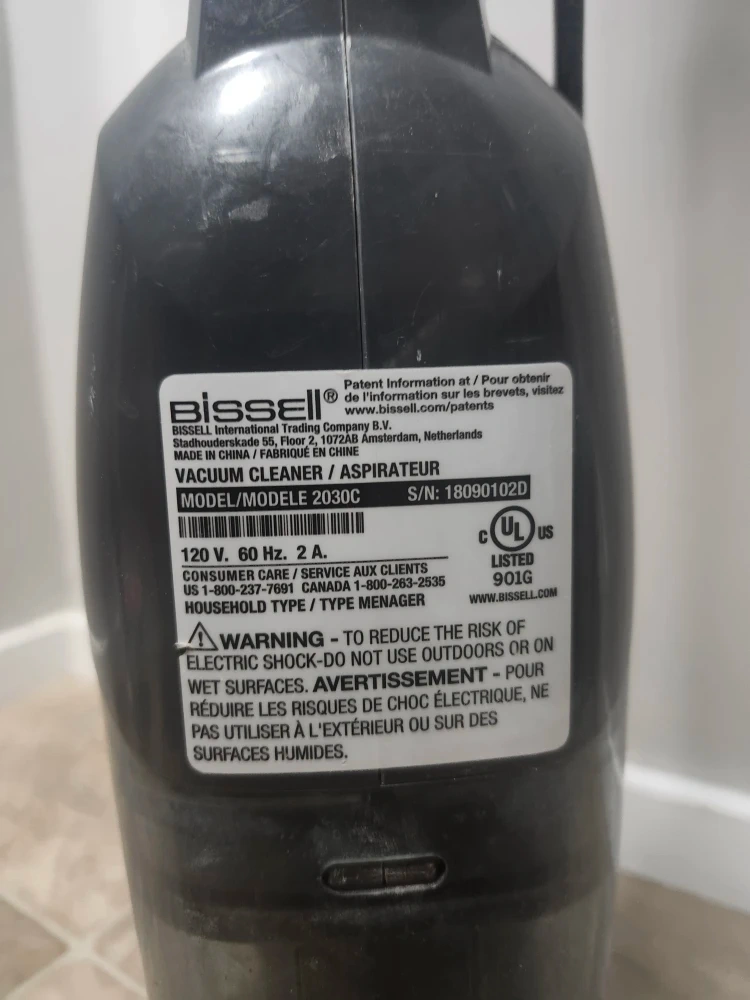 BISSELL®
Patent Information at / Pour obtenir
de l'information sur les brevets, visitez
www.bissell.com/patents
BISSELL International Trading Company B.V.
Stadhouderskade 55, Floor 2, 1072AB Amsterdam, Netherlands
MADE IN CHINA / FABRIQUÉ EN CHINE
VACUUM CLEANER / ASPIRATEUR
MODEL/MODELE 2030C S/N: 18090102D
120 V. 60 Hz. 2 A.
CONSUMER CARE / SERVICE AUX CLIENTS
US 1-800-237-7691 CANADA 1-800-263-2535
HOUSEHOLD TYPE / TYPE MENAGER
C UL US
LISTED
901G
WWW.BISSELL.COM
WARNING - TO REDUCE THE RISK OF
ELECTRIC SHOCK-DO NOT USE OUTDOORS OR ON
WET SURFACES. AVERTISSEMENT - POUR
RÉDUIRE LES RISQUES DE CHOC ÉLECTRIQUE, NE
PAS UTILISER À L'EXTÉRIEUR OU SUR DES
SURFACES HUMIDES.